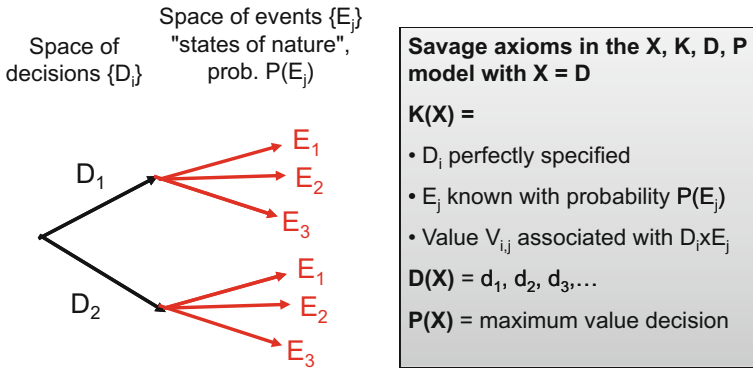 Space of
decisions {Dᵢ}
Space of events {Eⱼ}
"states of nature",
prob. P(Eⱼ)
D₁
E₁
E₂
E₃
D₂
E₁
E₂
E₃
Savage axioms in the X, K, D, P
model with X = D
K(X) =
• Dᵢ perfectly specified
• Eⱼ known with probability P(Eⱼ)
• Value Vᵢ,ⱼ associated with DᵢxEⱼ
D(X) = d₁, d₂, d₃,…
P(X) = maximum value decision